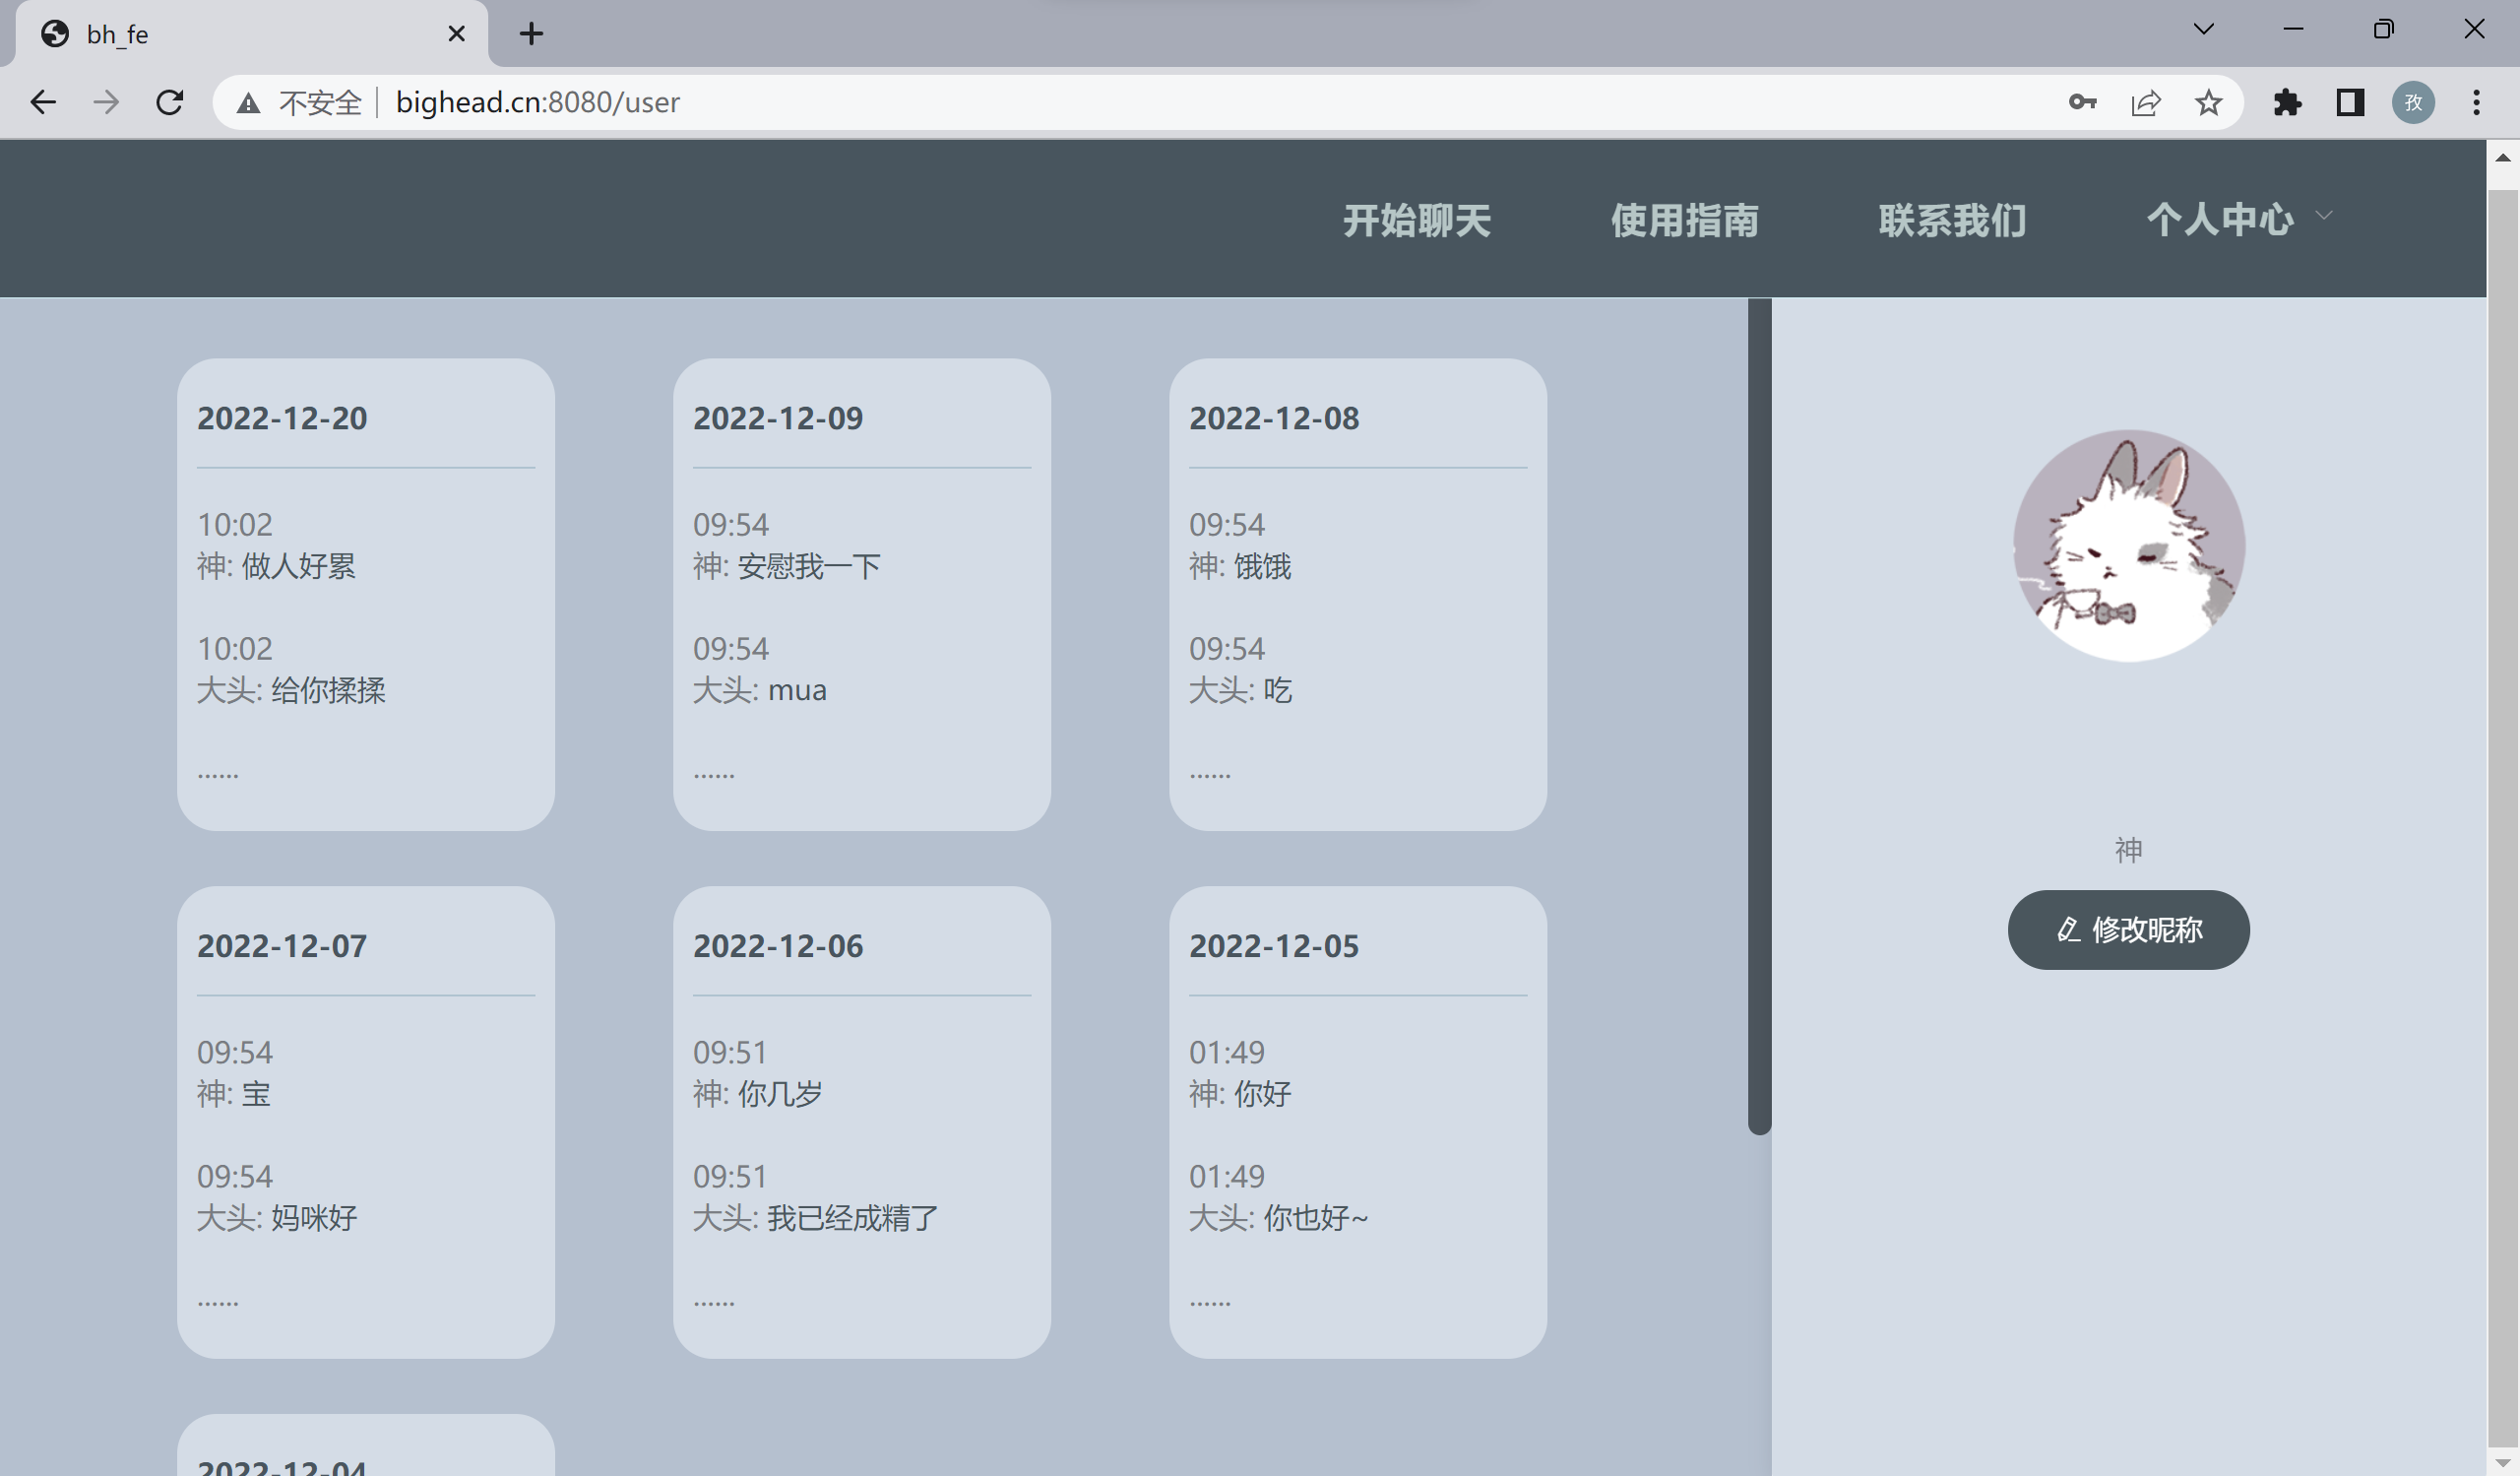 bh_fe
不安全 bighead.cn:8080/user
孜
开始聊天 使用指南 联系我们 个人中心
2022-12-20
10:02
神: 做人好累
10:02
大头: 给你揉揉
......
2022-12-09
09:54
神: 安慰我一下
09:54
大头: mua
......
2022-12-08
09:54
神: 饿饿
09:54
大头: 吃
......
2022-12-07
09:54
神: 宝
09:54
大头: 妈咪好
......
2022-12-06
09:51
神: 你几岁
09:51
大头: 我已经成精了
......
2022-12-05
01:49
神: 你好
01:49
大头: 你也好~
......
2022-12-04
神
修改昵称